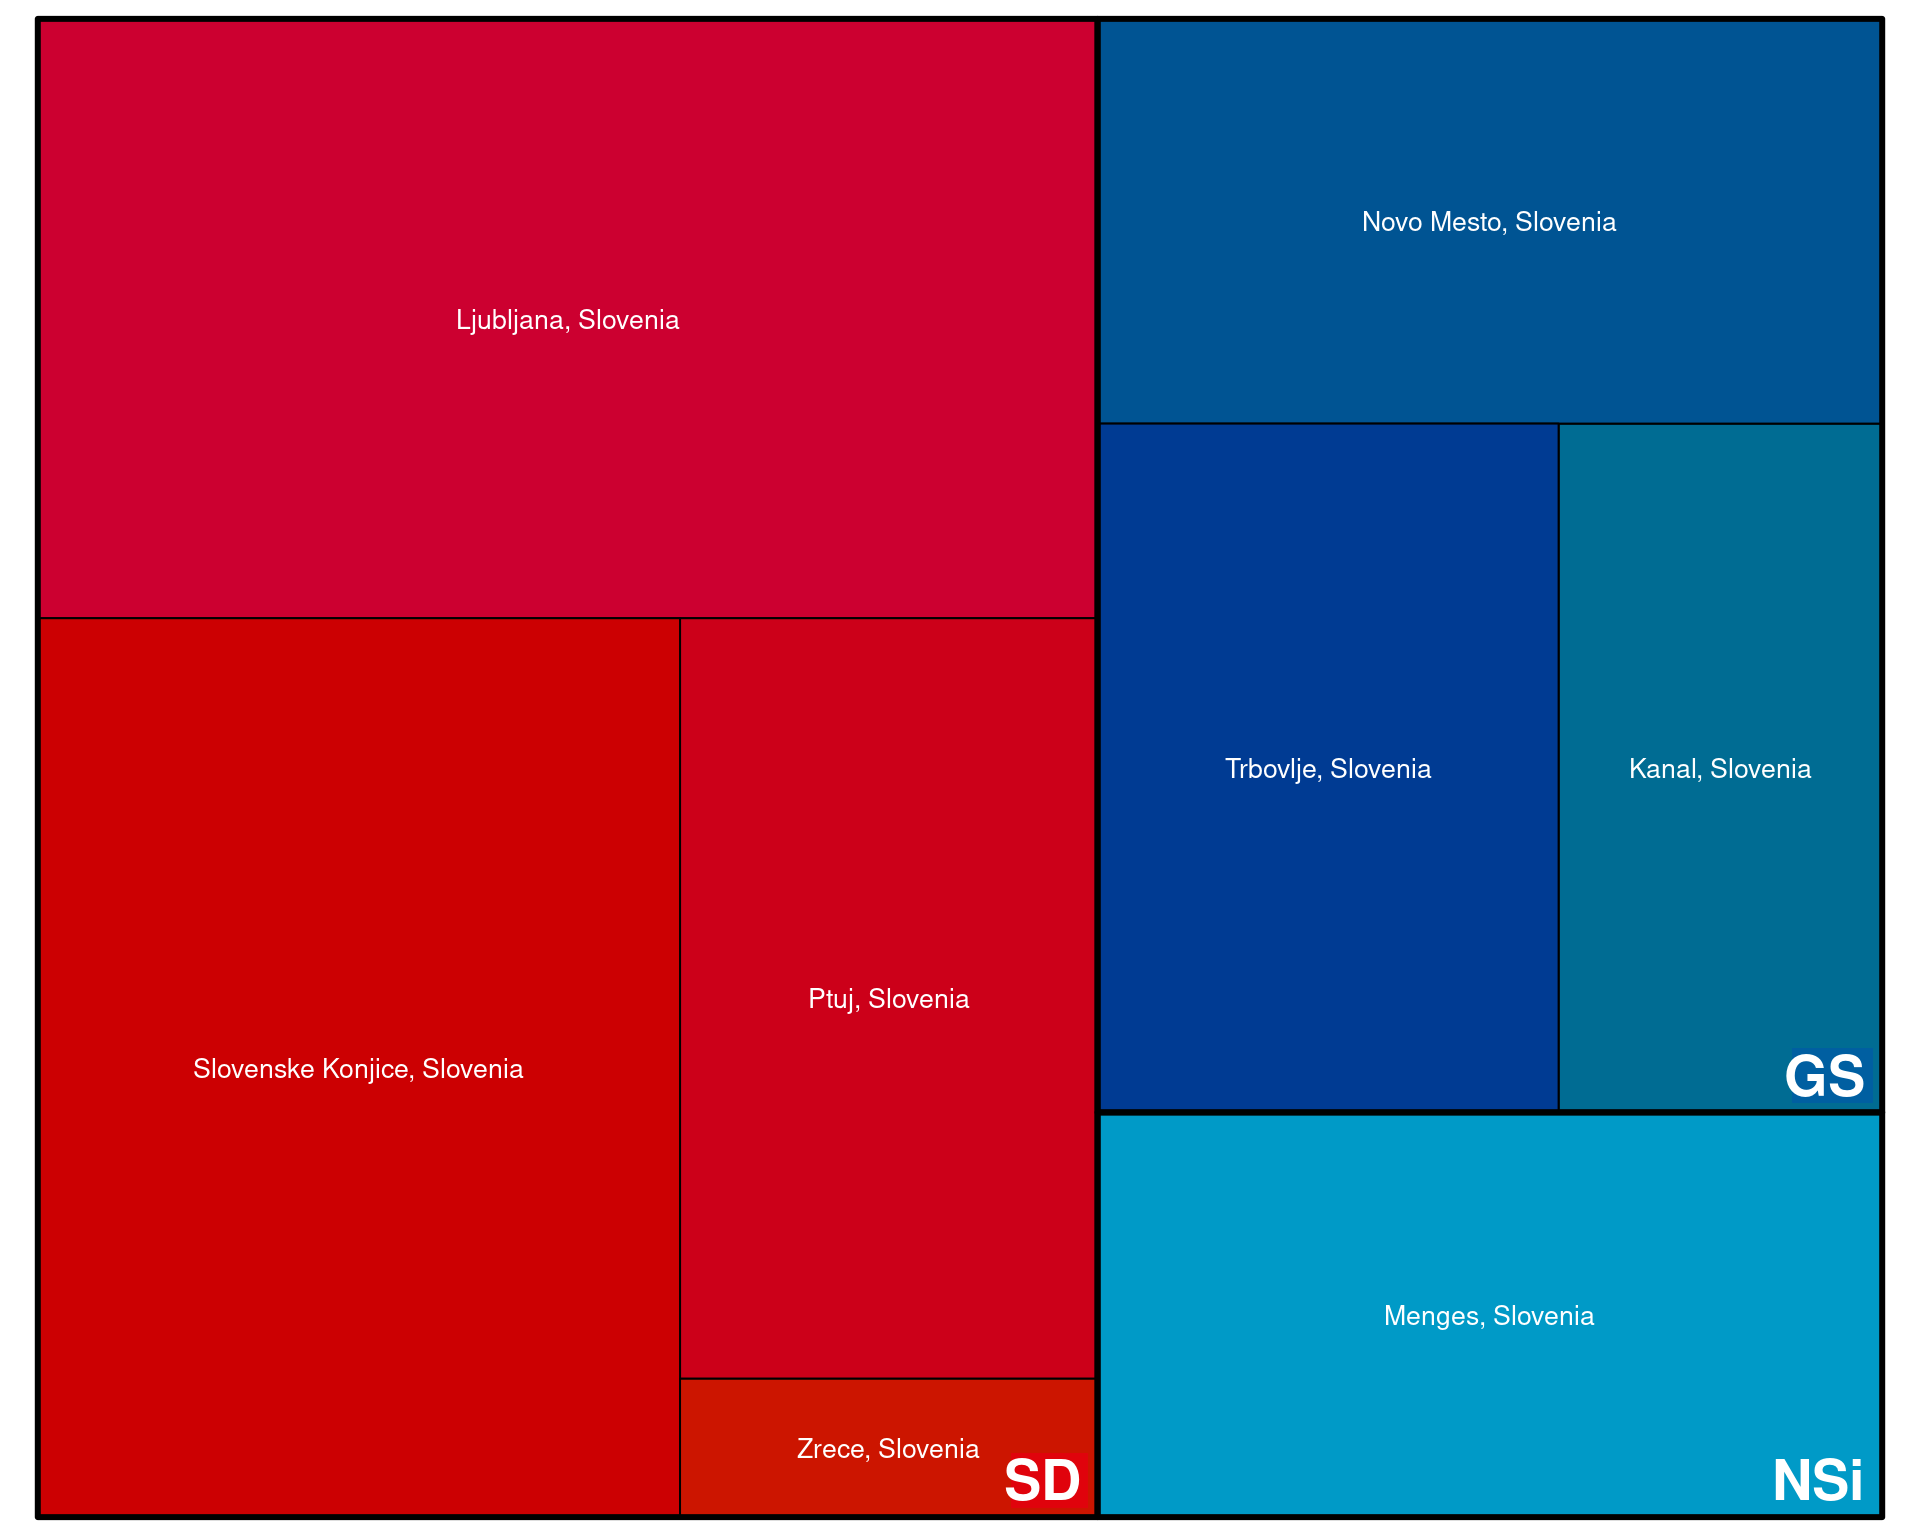 Ljubljana, Slovenia
Slovenske Konjice, Slovenia
Ptuj, Slovenia
Zrece, Slovenia
SD
Novo Mesto, Slovenia
Trbovlje, Slovenia
Kanal, Slovenia
GS
Menges, Slovenia
NSi